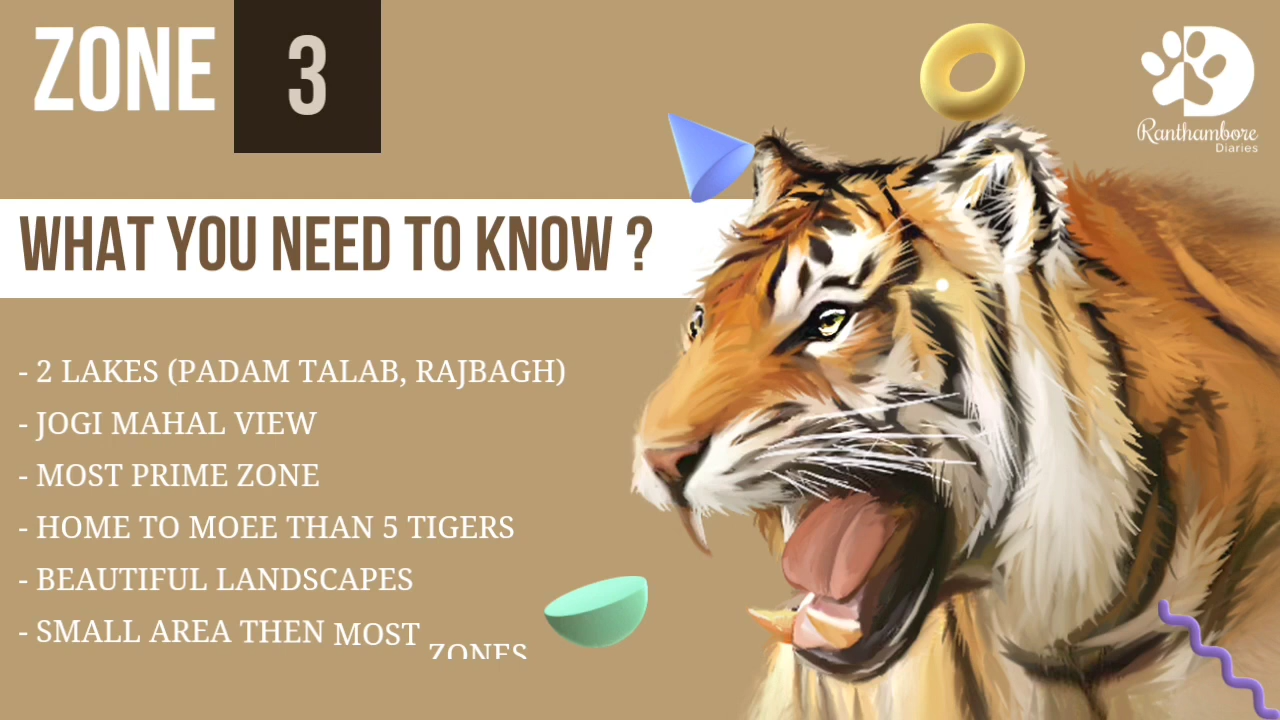 ZONE 3
Ranthambore
Diaries
WHAT YOU NEED TO KNOW ?
- 2 LAKES (PADAM TALAB, RAJBAGH)
- JOGI MAHAL VIEW
- MOST PRIME ZONE
- HOME TO MOEE THAN 5 TIGERS
- BEAUTIFUL LANDSCAPES
- SMALL AREA THEN MOST ZONES